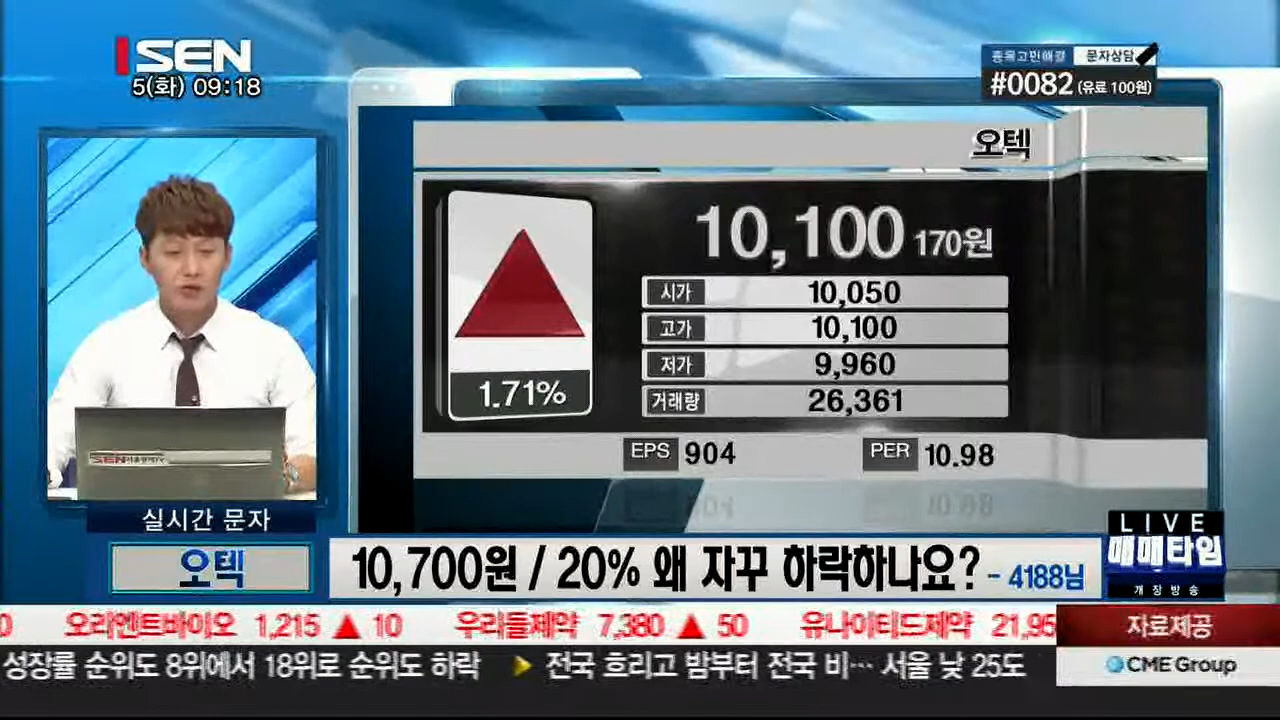 SEN
5(화) 09:18
종목고민해결 문자상담
#0082 (유료 100원)
오텍
10,100 170원
1.71%
시가 10,050
고가 10,100
저가 9,960
거래량 26,361
EPS 904 PER 10.98
SEN
실시간 문자
오텍
10,700원 / 20% 왜 자꾸 하락하나요? - 4188님
LIVE
매매타임
개장방송
0 오리엔트바이오 1,215 ▲ 10 우리들제약 7,380 ▲ 50 유나이티드제약 21,95
자료제공
성장률 순위도 8위에서 18위로 순위도 하락 ▶ 전국 흐리고 밤부터 전국 비… 서울 낮 25도
CME Group